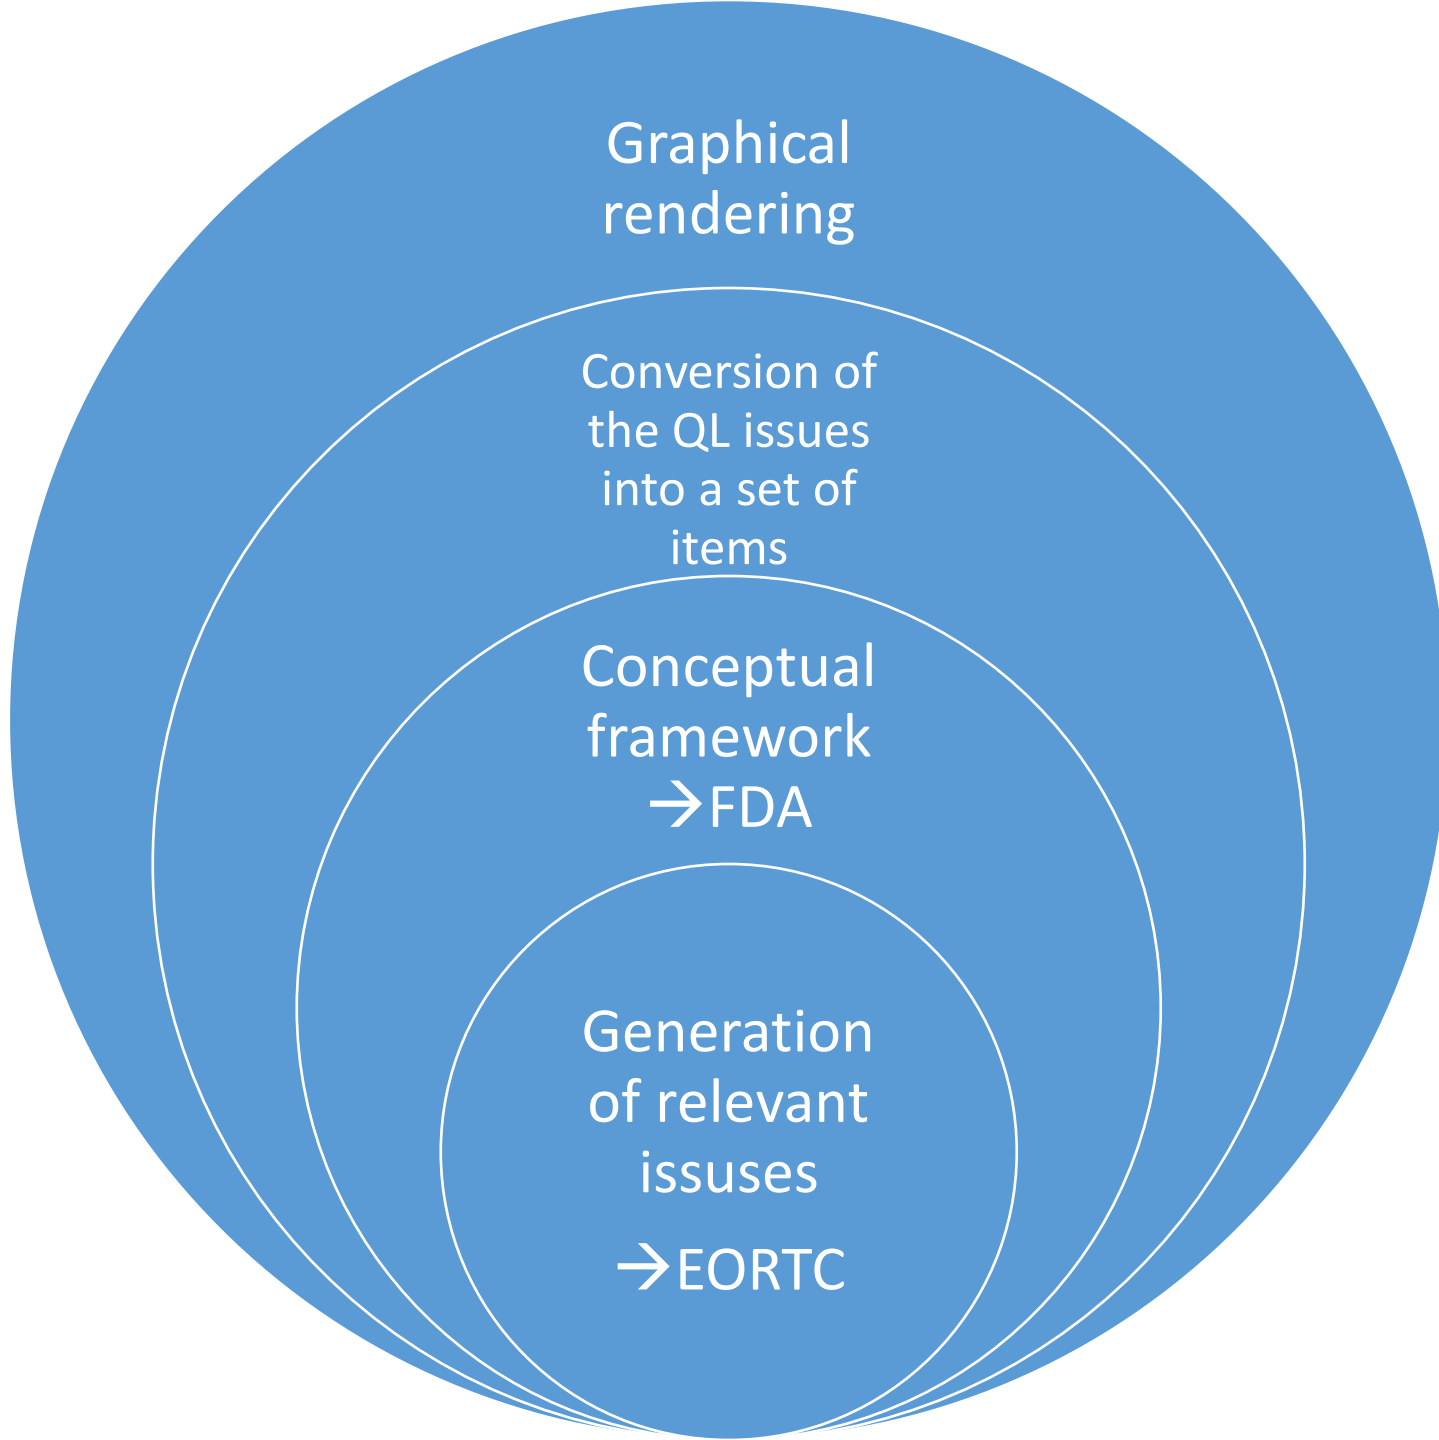 Graphical
rendering
Conversion of
the QL issues
into a set of
items
Conceptual
framework
→FDA
Generation
of relevant
issuses
→EORTC